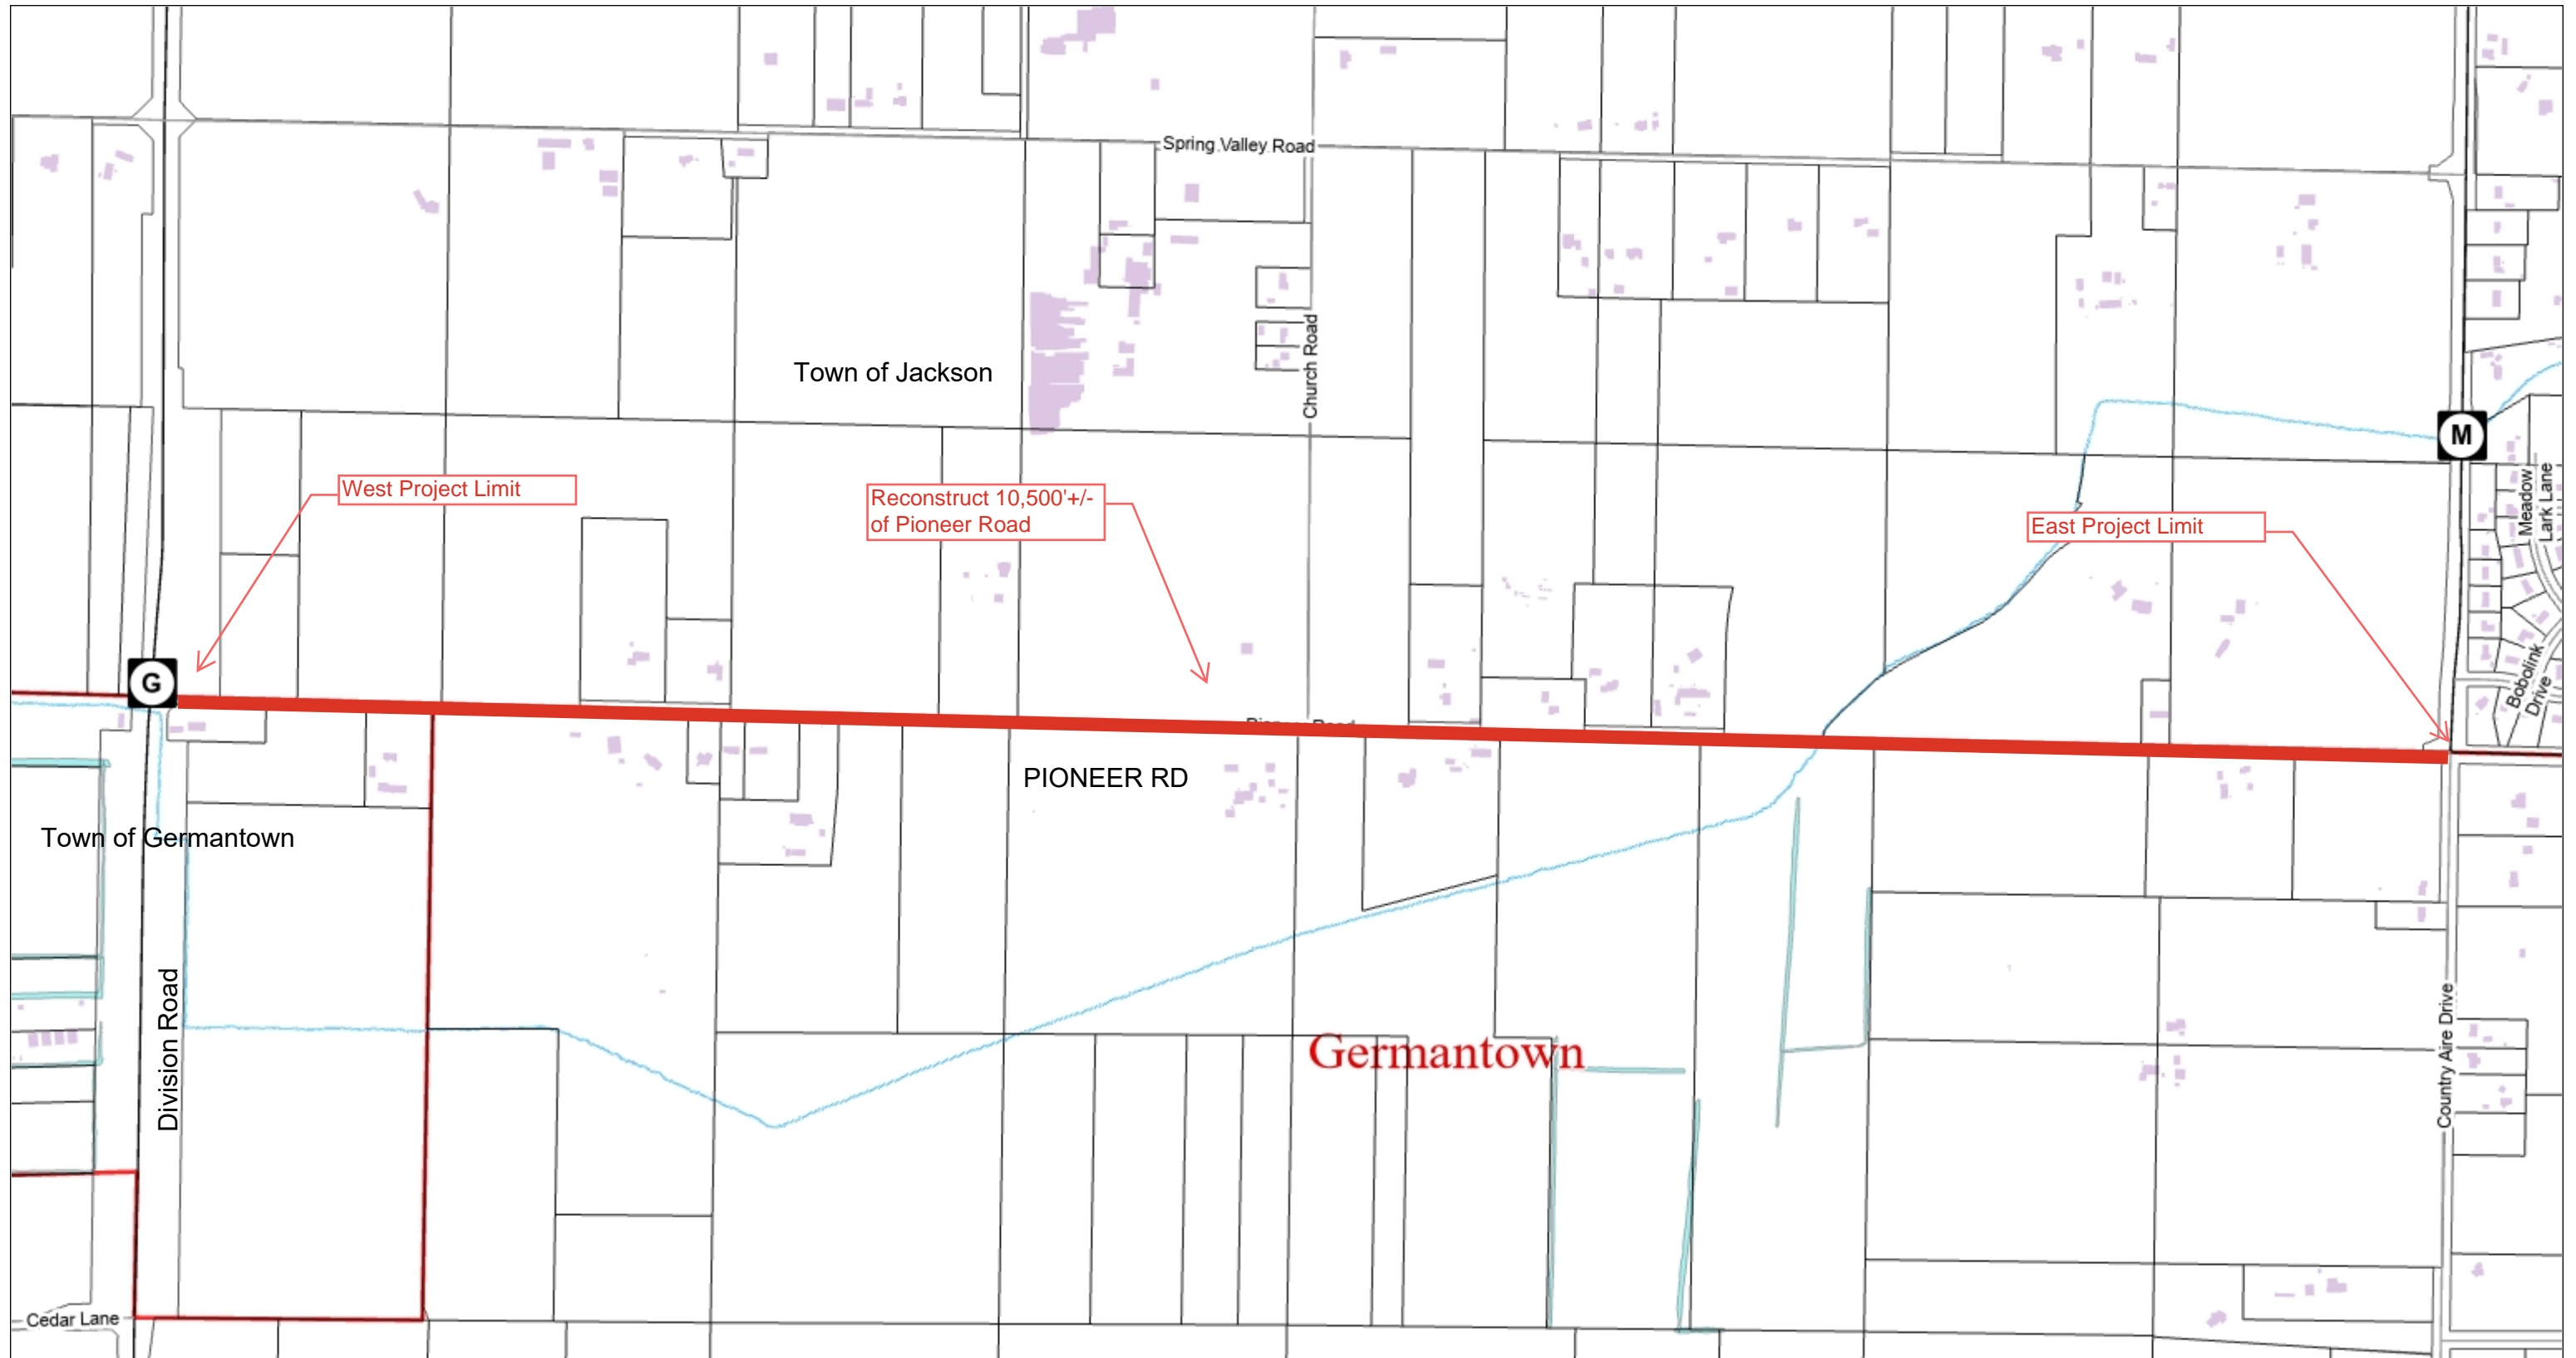 Spring Valley Road
Church Road
Town of Jackson
M
West Project Limit
Reconstruct 10,500'+/-
of Pioneer Road
East Project Limit
Meadow
Lark Lane
Bobolink
Drive
G
Pioneer Road
PIONEER RD
Town of Germantown
Division Road
Germantown
Country Aire Drive
Cedar Lane